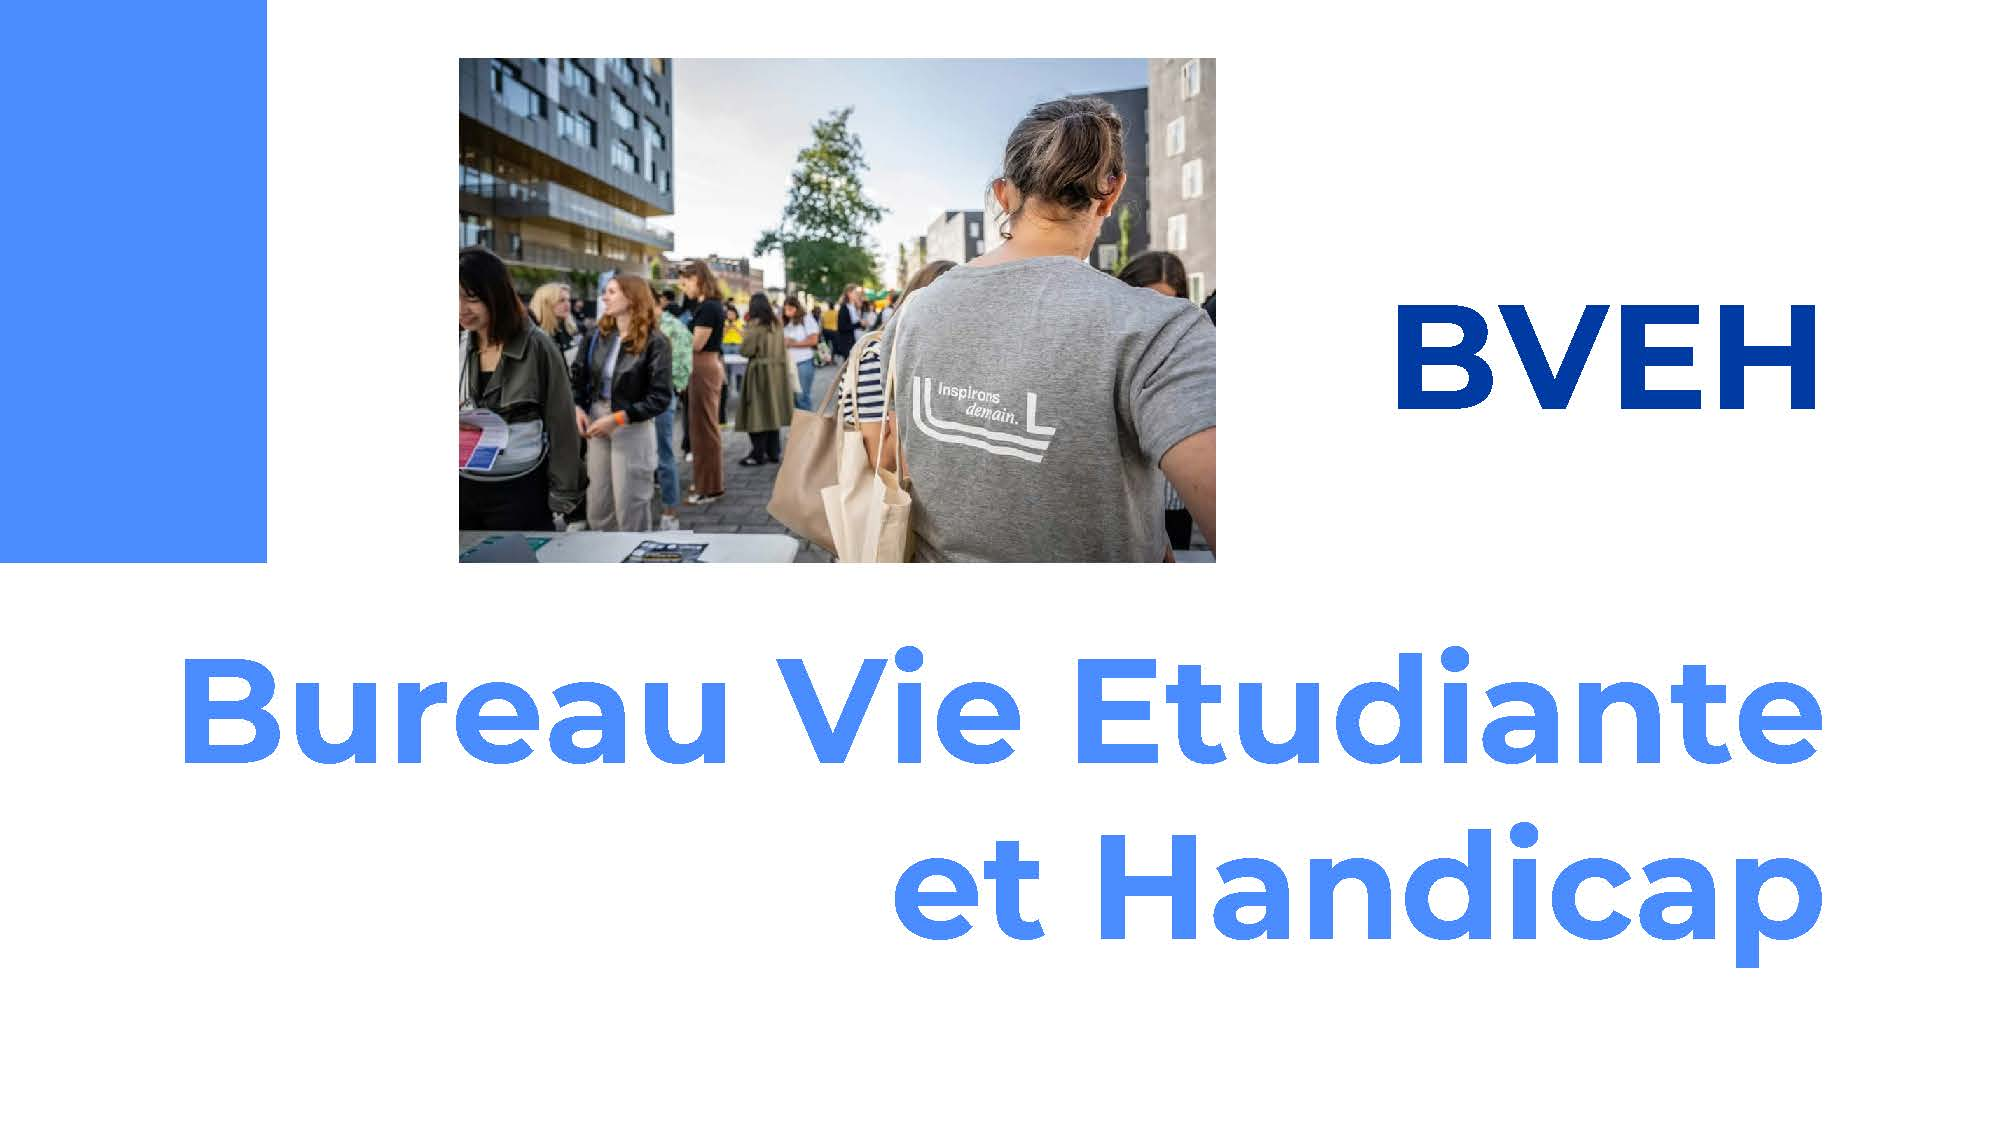 Inspirons
demain.
BVEH
Bureau Vie Etudiante
et Handicap